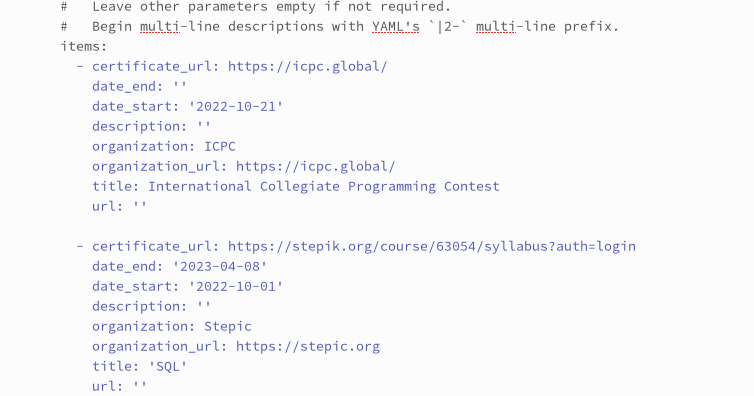 #   Leave other parameters empty if not required.
#   Begin multi-line descriptions with YAML's `|2-` multi-line prefix.
items:
  - certificate_url: https://icpc.global/
    date_end: ''
    date_start: '2022-10-21'
    description: ''
    organization: ICPC
    organization_url: https://icpc.global/
    title: International Collegiate Programming Contest
    url: ''

  - certificate_url: https://stepik.org/course/63054/syllabus?auth=login
    date_end: '2023-04-08'
    date_start: '2022-10-01'
    description: ''
    organization: Stepic
    organization_url: https://stepic.org
    title: 'SQL'
    url: ''